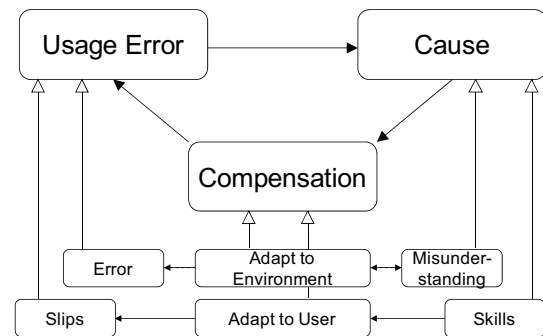 Usage Error
Cause
Compensation
Error
Adapt to
Environment
Misunder-
standing
Slips
Adapt to User
Skills